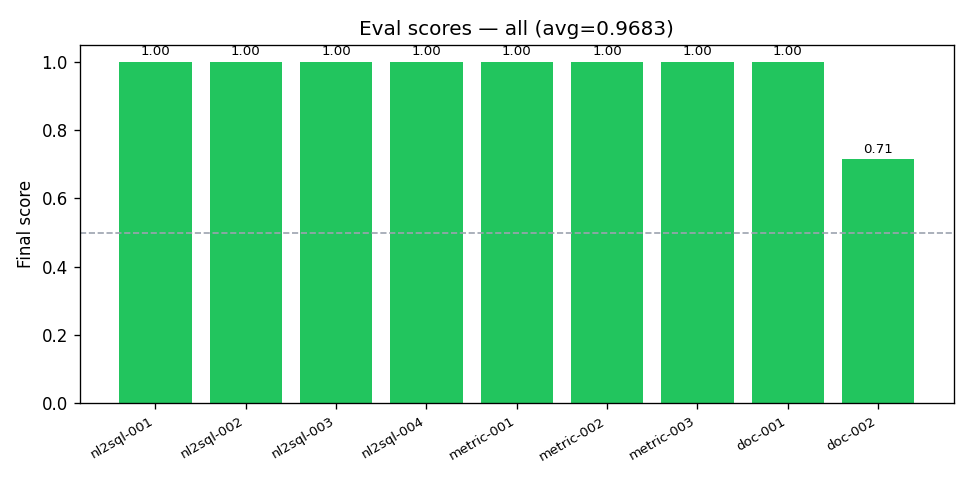 Eval scores — all (avg=0.9683)
1.00 1.00 1.00 1.00 1.00 1.00 1.00 1.00
0.71
Final score
1.0
0.8
0.6
0.4
0.2
0.0
nl2sql-001 nl2sql-002 nl2sql-003 nl2sql-004 metric-001 metric-002 metric-003 doc-001 doc-002